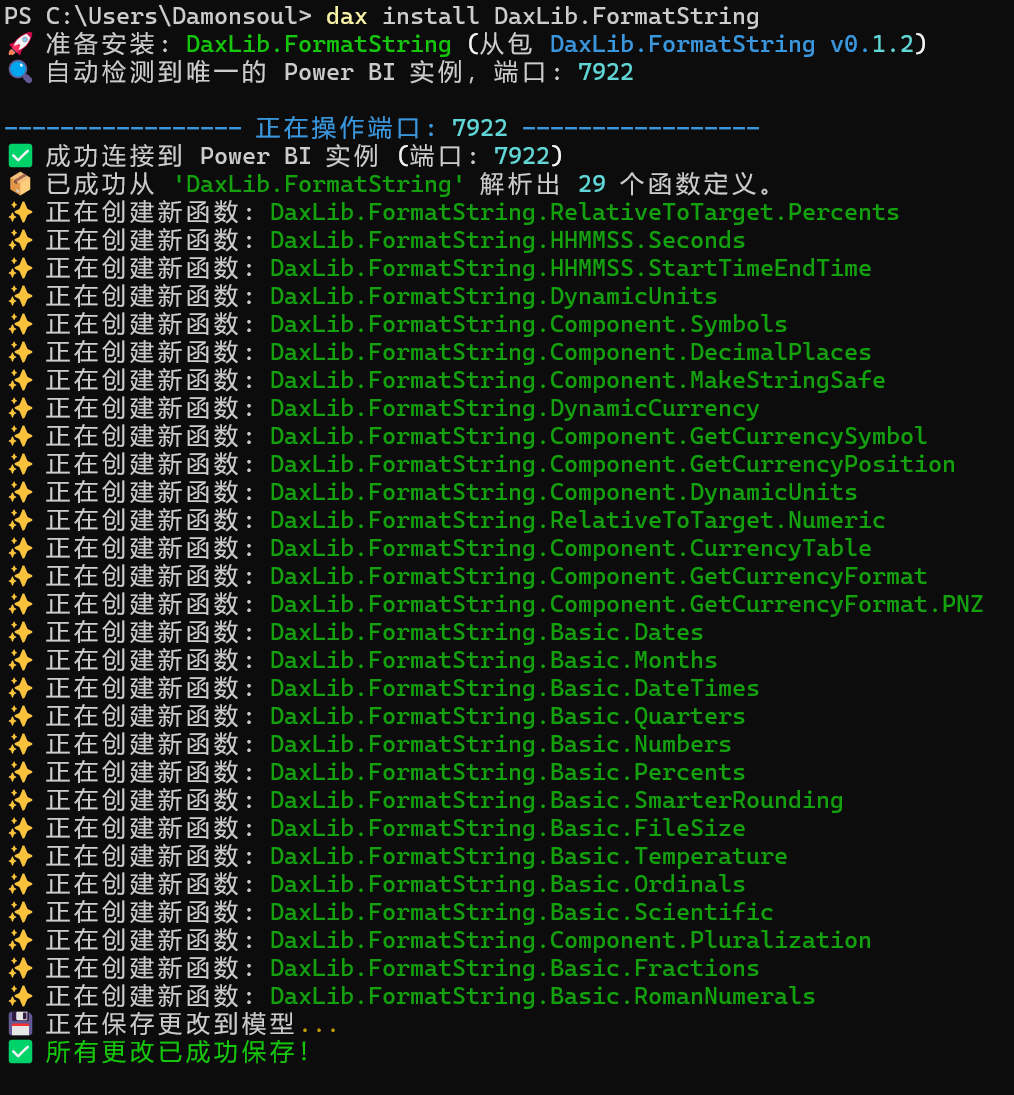 PS C:\Users\Damonsoul> dax install DaxLib.FormatString
🚀 准备安装: DaxLib.FormatString (从包 DaxLib.FormatString v0.1.2)
🔍 自动检测到唯一的 Power BI 实例, 端口: 7922
───────────────── 正在操作端口: 7922 ─────────────────
✅ 成功连接到 Power BI 实例 (端口: 7922)
📦 已成功从 'DaxLib.FormatString' 解析出 29 个函数定义。
✨ 正在创建新函数: DaxLib.FormatString.RelativeToTarget.Percents
✨ 正在创建新函数: DaxLib.FormatString.HHMMSS.Seconds
✨ 正在创建新函数: DaxLib.FormatString.HHMMSS.StartTimeEndTime
✨ 正在创建新函数: DaxLib.FormatString.DynamicUnits
✨ 正在创建新函数: DaxLib.FormatString.Component.Symbols
✨ 正在创建新函数: DaxLib.FormatString.Component.DecimalPlaces
✨ 正在创建新函数: DaxLib.FormatString.Component.MakeStringSafe
✨ 正在创建新函数: DaxLib.FormatString.DynamicCurrency
✨ 正在创建新函数: DaxLib.FormatString.Component.GetCurrencySymbol
✨ 正在创建新函数: DaxLib.FormatString.Component.GetCurrencyPosition
✨ 正在创建新函数: DaxLib.FormatString.Component.DynamicUnits
✨ 正在创建新函数: DaxLib.FormatString.RelativeToTarget.Numeric
✨ 正在创建新函数: DaxLib.FormatString.Component.CurrencyTable
✨ 正在创建新函数: DaxLib.FormatString.Component.GetCurrencyFormat
✨ 正在创建新函数: DaxLib.FormatString.Component.GetCurrencyFormat.PNZ
✨ 正在创建新函数: DaxLib.FormatString.Basic.Dates
✨ 正在创建新函数: DaxLib.FormatString.Basic.Months
✨ 正在创建新函数: DaxLib.FormatString.Basic.DateTimes
✨ 正在创建新函数: DaxLib.FormatString.Basic.Quarters
✨ 正在创建新函数: DaxLib.FormatString.Basic.Numbers
✨ 正在创建新函数: DaxLib.FormatString.Basic.Percents
✨ 正在创建新函数: DaxLib.FormatString.Basic.SmarterRounding
✨ 正在创建新函数: DaxLib.FormatString.Basic.FileSize
✨ 正在创建新函数: DaxLib.FormatString.Basic.Temperature
✨ 正在创建新函数: DaxLib.FormatString.Basic.Ordinals
✨ 正在创建新函数: DaxLib.FormatString.Basic.Scientific
✨ 正在创建新函数: DaxLib.FormatString.Component.Pluralization
✨ 正在创建新函数: DaxLib.FormatString.Basic.Fractions
✨ 正在创建新函数: DaxLib.FormatString.Basic.RomanNumerals
💾 正在保存更改到模型...
✅ 所有更改已成功保存!